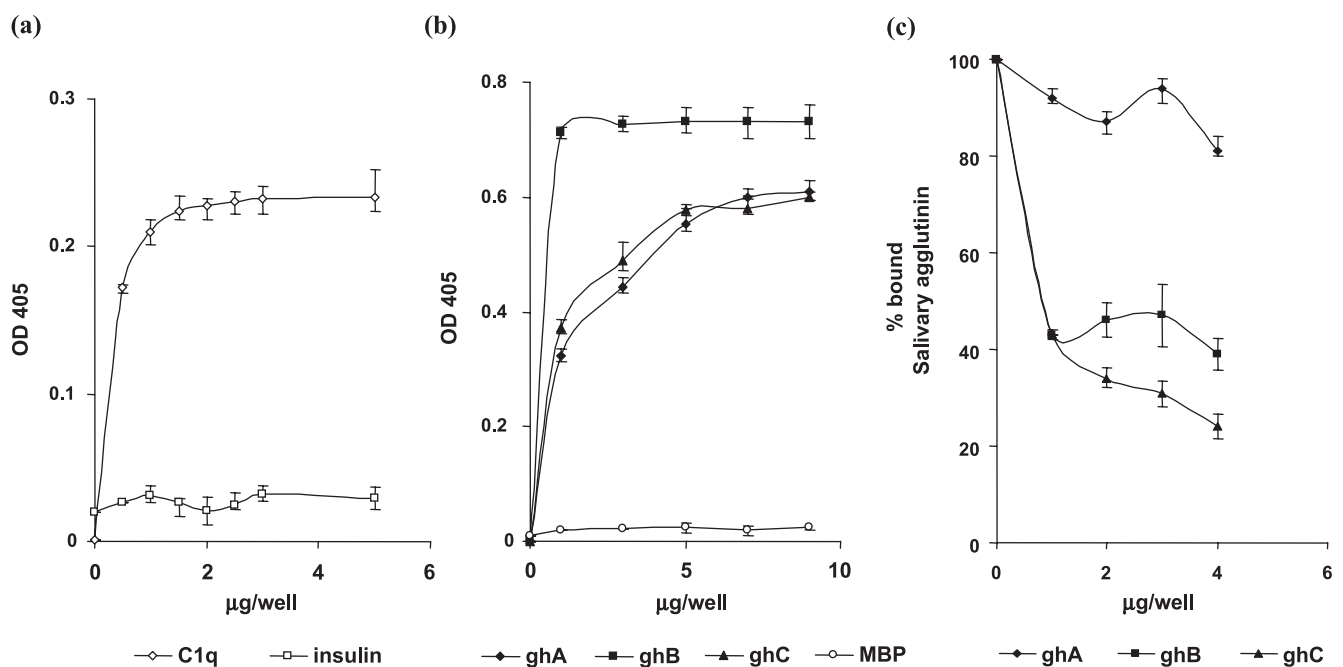 (a)
0.3
0.2
0.1
0
OD 405
0 2 4 6
µg/well
C1q insulin
(b)
0.8
0.6
0.4
0.6
0
OD 405
0 5 10
µg/well
ghA ghB ghC MBP
(c)
100
80
60
40
20
0
% bound
Salivary agglutinin
0 2 4 6
µg/well
ghA ghB ghC